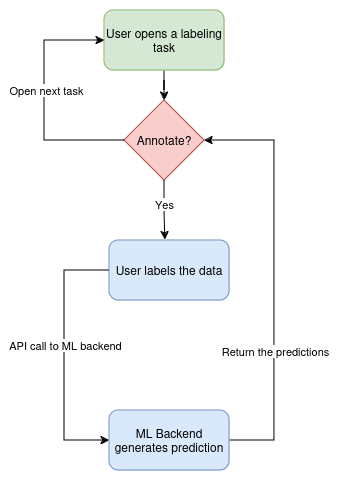 User opens a labeling
task
Open next task
Annotate?
Yes
User labels the data
API call to ML backend
Return the predictions
ML Backend
generates prediction